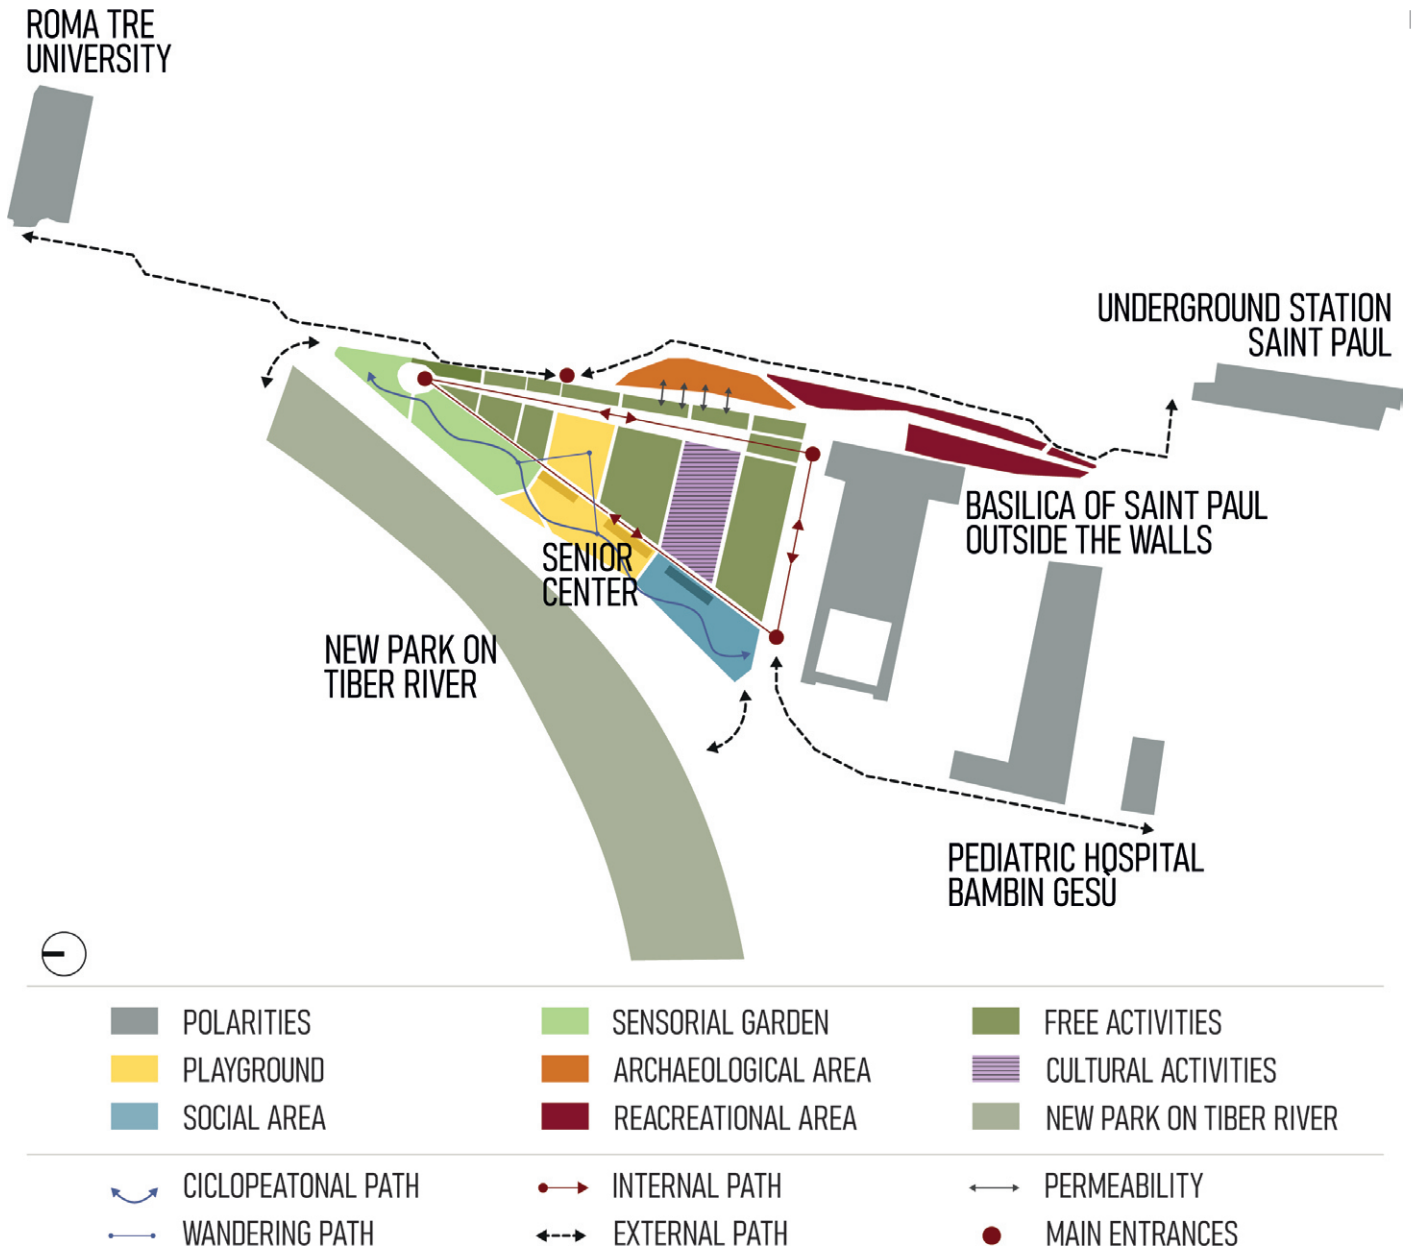 ROMA TRE
UNIVERSITY
UNDERGROUND STATION
SAINT PAUL
BASILICA OF SAINT PAUL
OUTSIDE THE WALLS
SENIOR
CENTER
NEW PARK ON
TIBER RIVER
PEDIATRIC HOSPITAL
BAMBIN GESÙ
POLARITIES
SENSORIAL GARDEN
FREE ACTIVITIES
PLAYGROUND
ARCHAEOLOGICAL AREA
CULTURAL ACTIVITIES
SOCIAL AREA
REACREATIONAL AREA
NEW PARK ON TIBER RIVER
CICLOPEATONAL PATH
INTERNAL PATH
PERMEABILITY
WANDERING PATH
EXTERNAL PATH
MAIN ENTRANCES